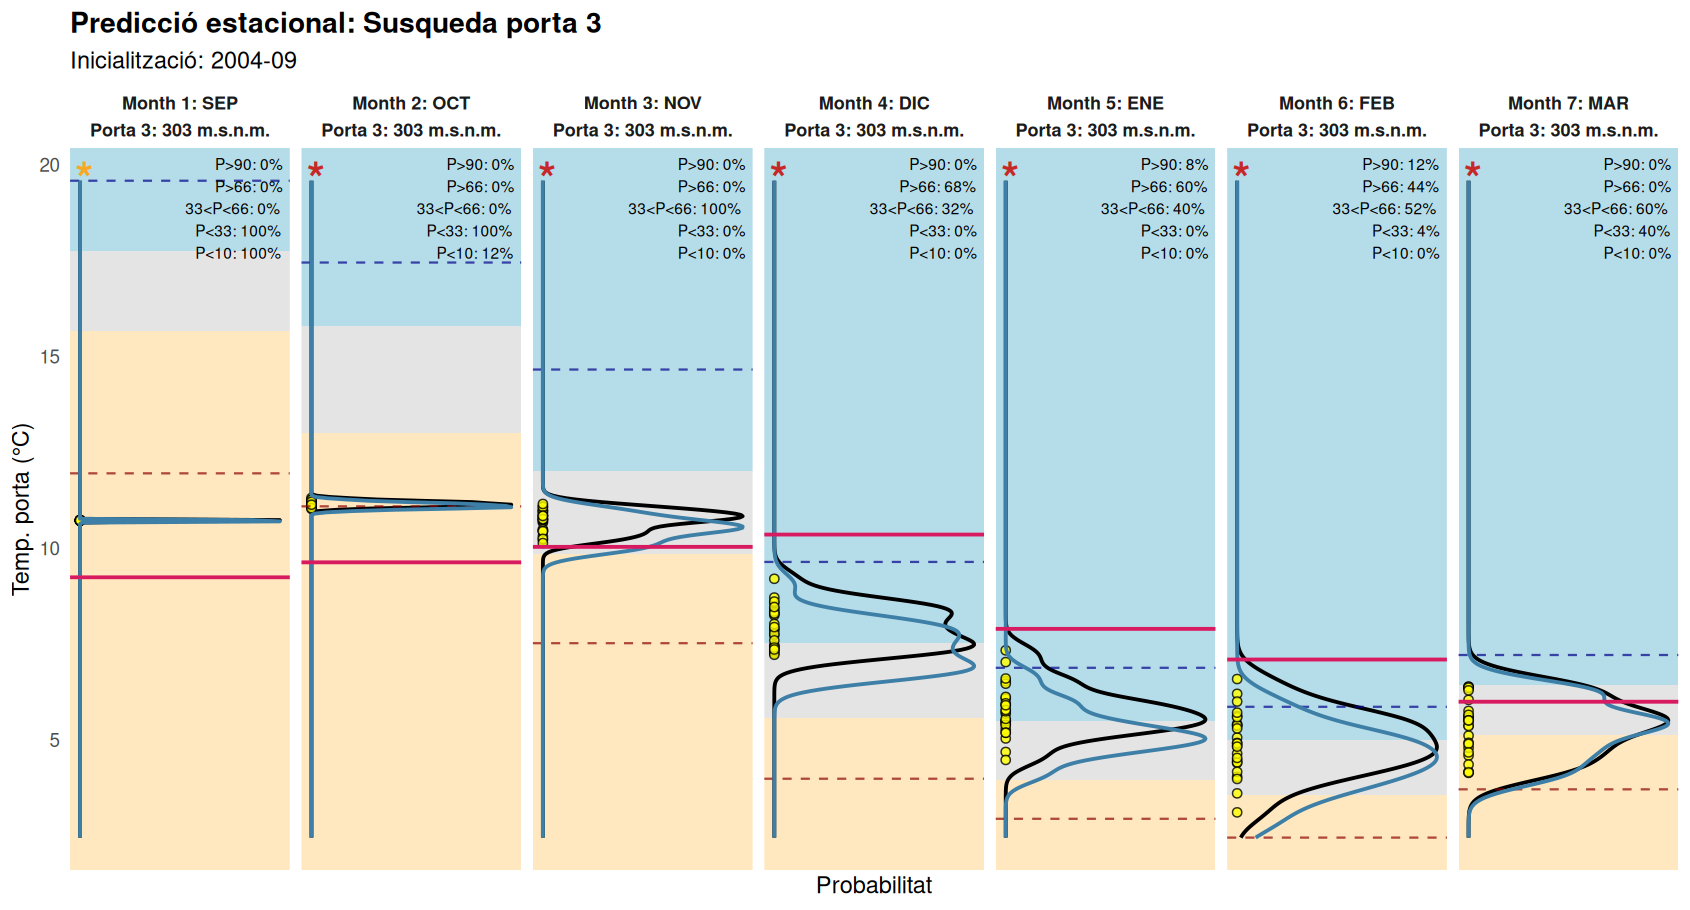 Predicció estacional: Susqueda porta 3
Inicialització: 2004-09
Month 1: SEP
Porta 3: 303 m.s.n.m.
Month 2: OCT
Porta 3: 303 m.s.n.m.
Month 3: NOV
Porta 3: 303 m.s.n.m.
Month 4: DIC
Porta 3: 303 m.s.n.m.
Month 5: ENE
Porta 3: 303 m.s.n.m.
Month 6: FEB
Porta 3: 303 m.s.n.m.
Month 7: MAR
Porta 3: 303 m.s.n.m.
*
P>90: 0%
P>66: 0%
33<P<66: 0%
P<33: 100%
P<10: 100%
*
P>90: 0%
P>66: 0%
33<P<66: 0%
P<33: 100%
P<10: 12%
*
P>90: 0%
P>66: 0%
33<P<66: 100%
P<33: 0%
P<10: 0%
*
P>90: 0%
P>66: 68%
33<P<66: 32%
P<33: 0%
P<10: 0%
*
P>90: 8%
P>66: 60%
33<P<66: 40%
P<33: 0%
P<10: 0%
*
P>90: 12%
P>66: 44%
33<P<66: 52%
P<33: 4%
P<10: 0%
*
P>90: 0%
P>66: 0%
33<P<66: 60%
P<33: 40%
P<10: 0%
20
15
10
5
Temp. porta (°C)
Probabilitat